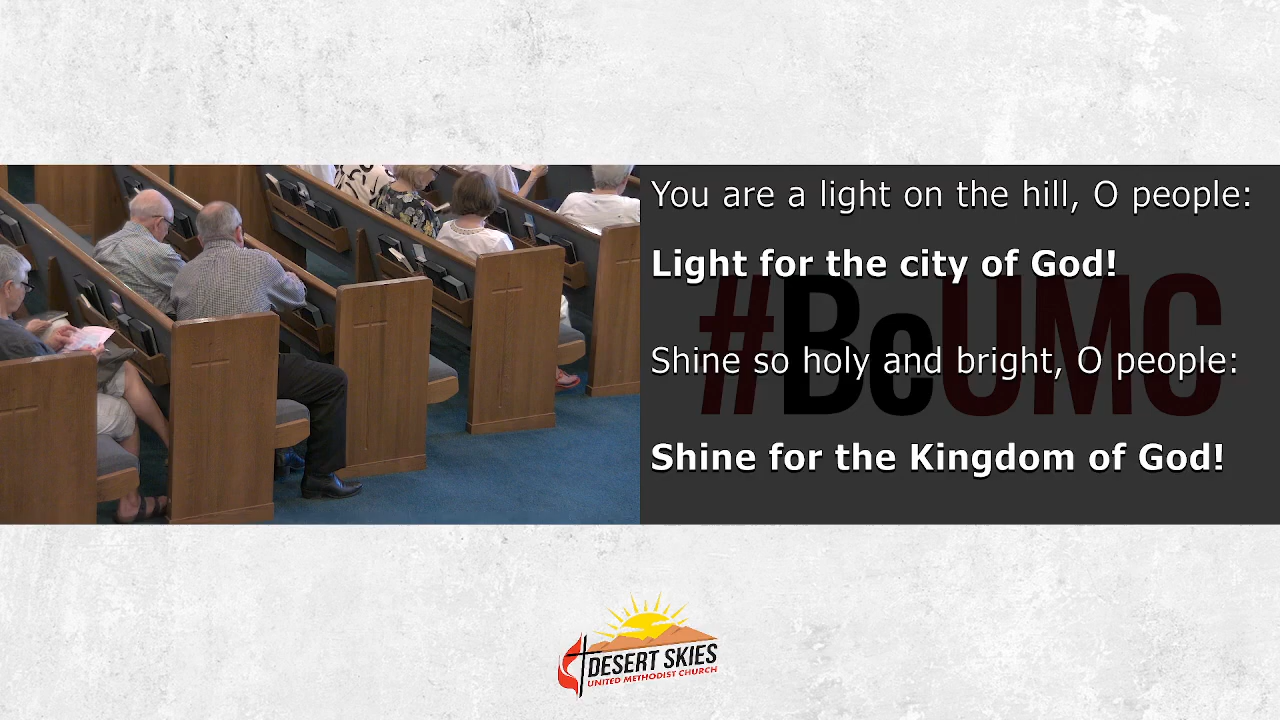 You are a light on the hill, O people:
Light for the city of God!
#BeUMC
Shine so holy and bright, O people:
Shine for the Kingdom of God!
DESERT SKIES
UNITED METHODIST CHURCH